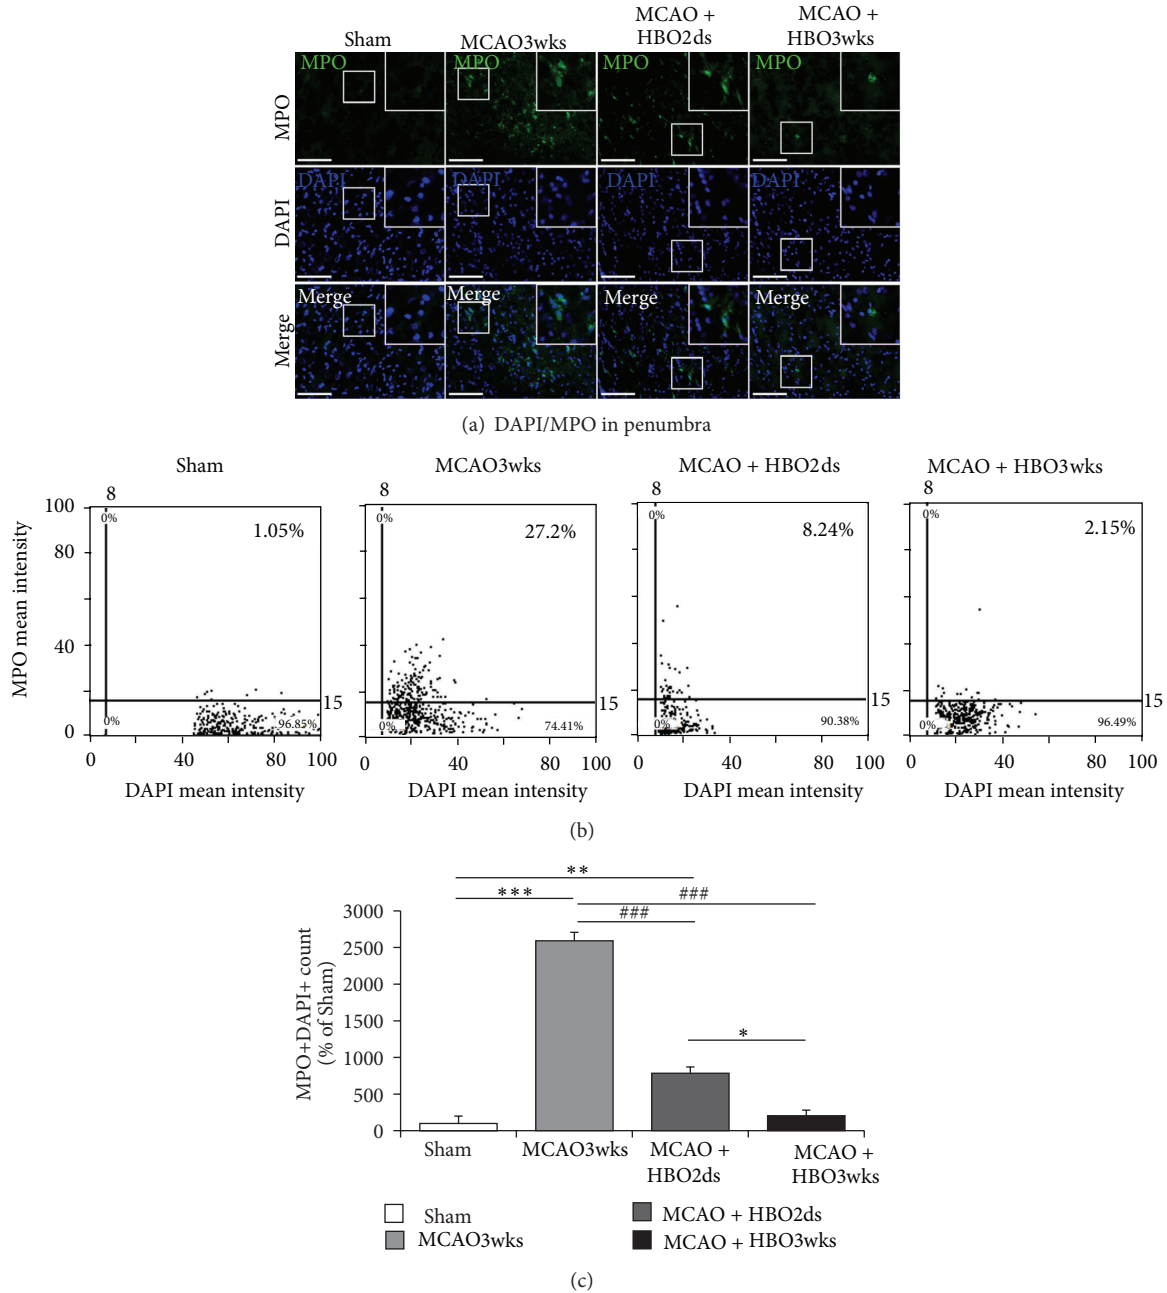 Sham
MCAO3wks
MCAO +
HBO2ds
MCAO +
HBO3wks
MPO
MPO
MPO
MPO
MPO
DAPI
DAPI
DAPI
DAPI
DAPI
Merge
Merge
Merge
Merge
Merge
(a) DAPI/MPO in penumbra
Sham
MCAO3wks
MCAO + HBO2ds
MCAO + HBO3wks
8
8
8
8
MPO mean intensity
100
80
40
0
0%
1.05%
0%
27.2%
0%
8.24%
0%
2.15%
15
15
15
0%
96.85%
0%
74.41%
0%
90.38%
0%
96.49%
0
40
60
100
0
40
60
100
0
40
60
100
0
40
60
100
DAPI mean intensity
DAPI mean intensity
DAPI mean intensity
DAPI mean intensity
(b)
**
***
###
###
*
MPO+DAPI+ count
(% of Sham)
3000
2500
2000
1500
1000
500
0
Sham
MCAO3wks
MCAO +
HBO2ds
MCAO +
HBO3wks
Sham
MCAO3wks
MCAO + HBO2ds
MCAO + HBO3wks
(c)